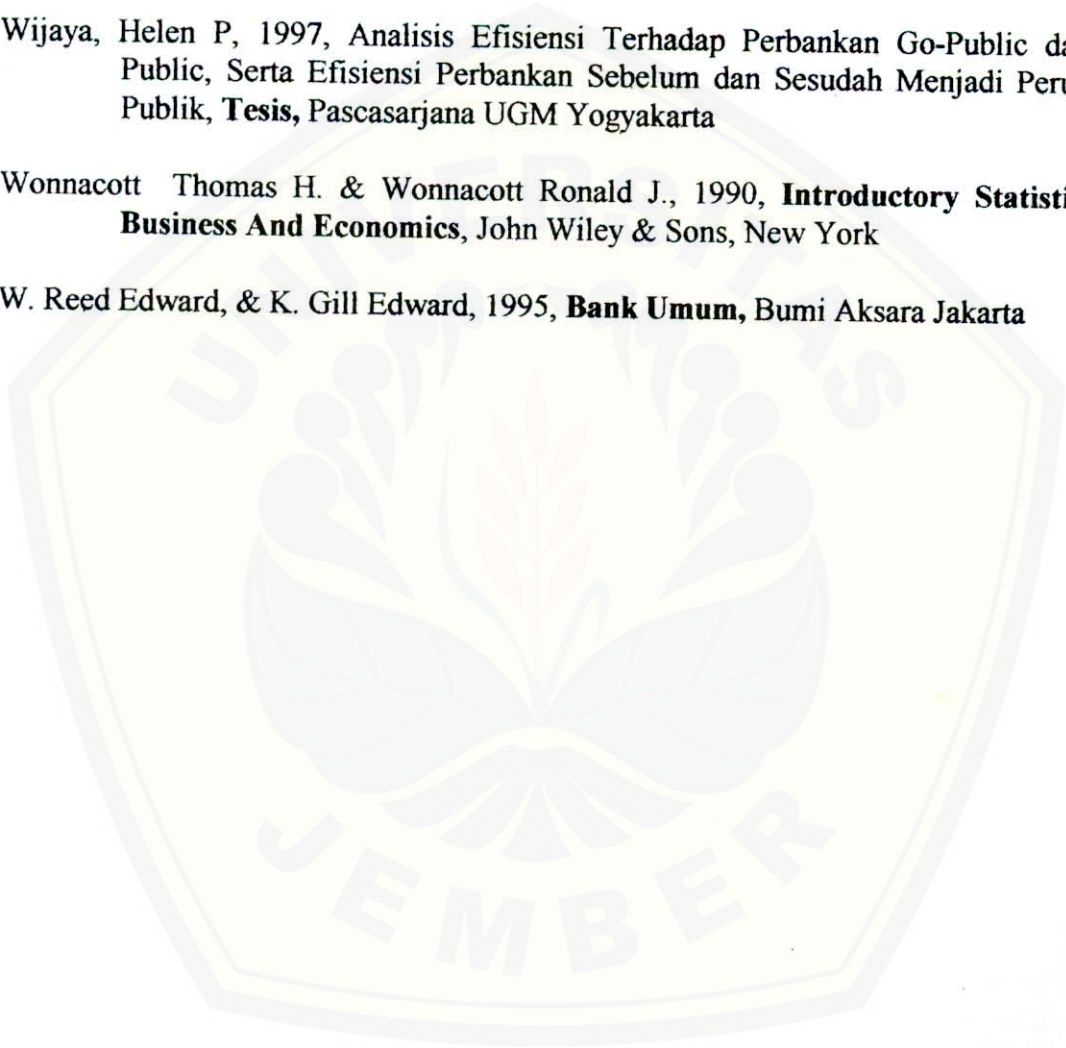 Wijaya, Helen P, 1997, Analisis Efisiensi Terhadap Perbankan Go-Public
Public, Serta Efisiensi Perbankan Sebelum dan Sesudah Menjadi
Publik, Tesis, Pascasarjana UGM Yogyakarta
Wonnacott Thomas H. & Wonnacott Ronald J., 1990, Introductory
Business And Economics, John Wiley & Sons, New York
W. Reed Edward, & K. Gill Edward, 1995, Bank Umum, Bumi Aksara Jakarta
UNIVERSITAS
JEMBER